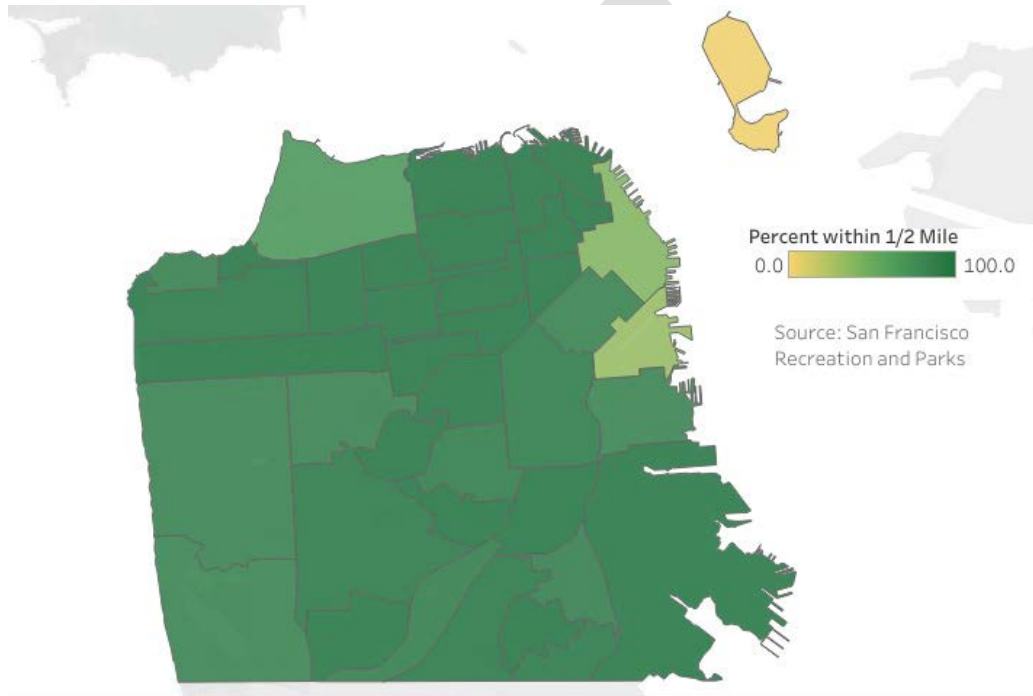 Percent within 1/2 Mile
0.0 100.0
Source: San Francisco
Recreation and Parks